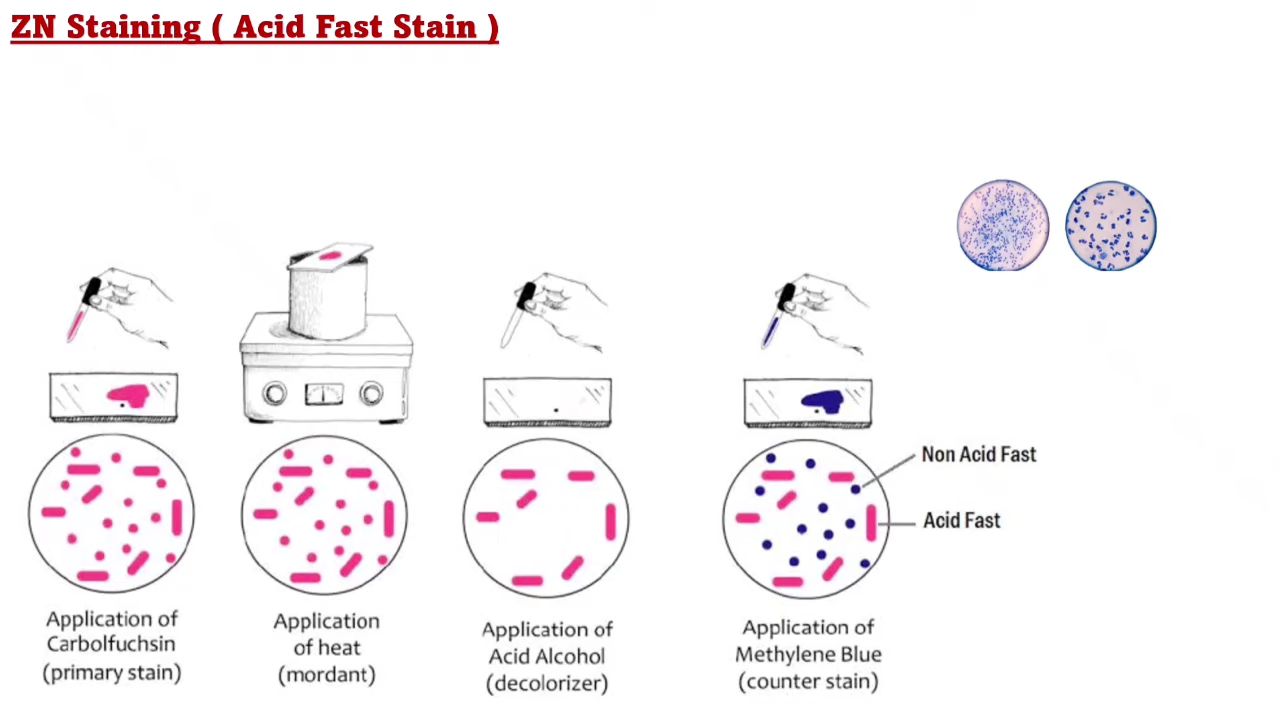 ZN Staining ( Acid Fast Stain )
Non Acid Fast
Acid Fast
Application of
Carbolfuchsin
(primary stain)
Application
of heat
(mordant)
Application of
Acid Alcohol
(decolorizer)
Application of
Methylene Blue
(counter stain)